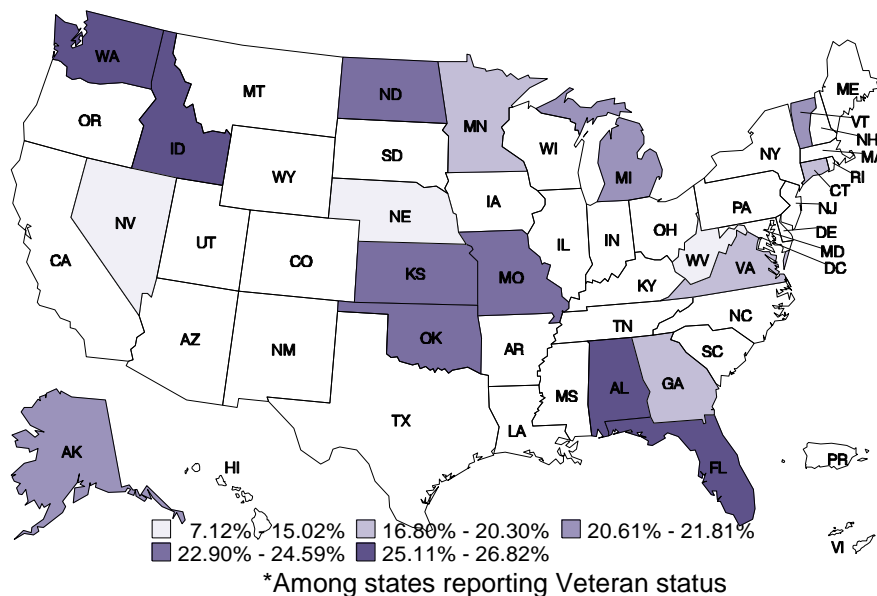 WA
MT
ND
MN
ME
VT
NH
MA
RI
CT
OR
ID
SD
WI
MI
NY
WY
IA
PA
NJ
NV
NE
IL
IN
OH
DE
MD
DC
CA
UT
CO
KS
MO
WV
VA
KY
AZ
NM
OK
AR
TN
NC
SC
MS
AL
GA
TX
LA
FL
AK
HI
PR
VI
7.12% - 15.02% 16.80% - 20.30% 20.61% - 21.81%
22.90% - 24.59% 25.11% - 26.82%
*Among states reporting Veteran status